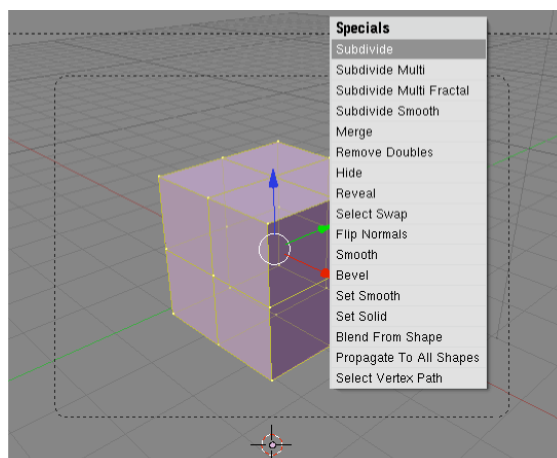 Specials
Subdivide
Subdivide Multi
Subdivide Multi Fractal
Subdivide Smooth
Merge
Remove Doubles
Hide
Reveal
Select Swap
Flip Normals
Smooth
Bevel
Set Smooth
Set Solid
Blend From Shape
Propagate To All Shapes
Select Vertex Path